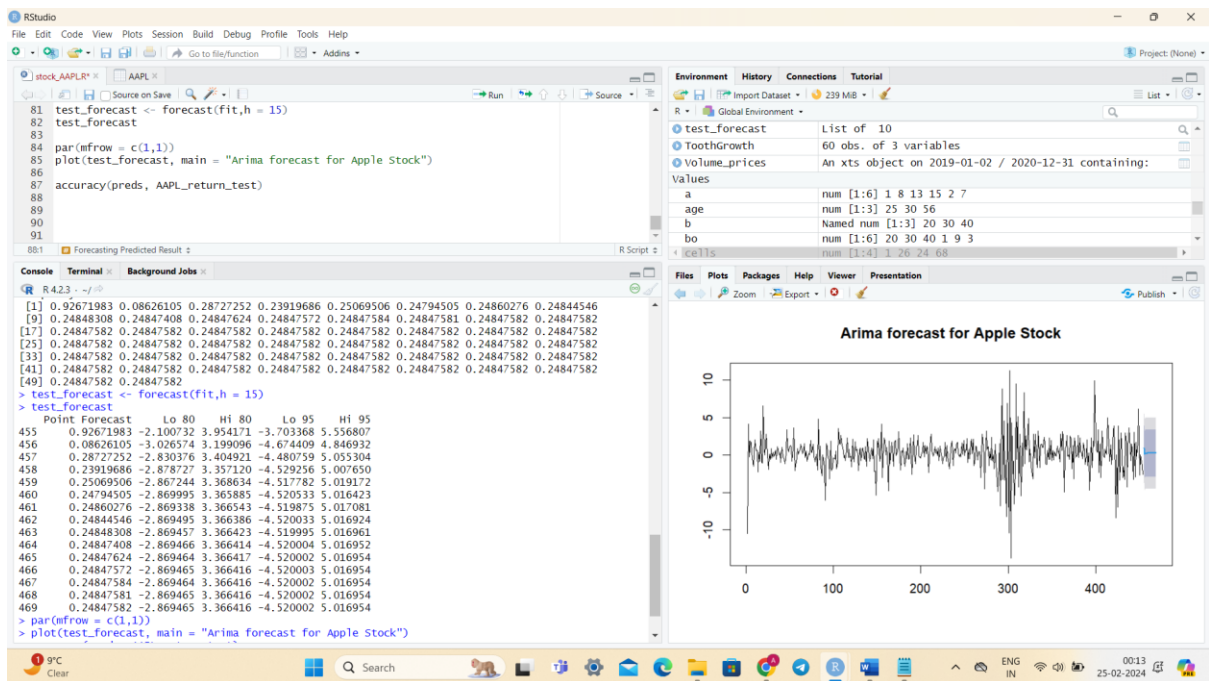 RStudio
File Edit Code View Plots Session Build Debug Profile Tools Help
Go to file/function
Addins
Project: (None)
stock_AAPL.R*
AAPL
Source on Save
Run
Source
81 test_forecast <- forecast(fit,h = 15)
82 test_forecast
83
84 par(mfrow = c(1,1))
85 plot(test_forecast, main = "Arima forecast for Apple Stock")
86
87 accuracy(preds, AAPL_return_test)
88
89
90
91
88:1 Forecasting Predicted Result R Script
Console Terminal Background Jobs
R 4.2.3 · ~/
[1] 0.92671983 0.08626105 0.28727252 0.23919686 0.25069506 0.24794505 0.24860276 0.24844546
[9] 0.24848308 0.24847408 0.24847624 0.24847572 0.24847584 0.24847581 0.24847582 0.24847582
[17] 0.24847582 0.24847582 0.24847582 0.24847582 0.24847582 0.24847582 0.24847582 0.24847582
[25] 0.24847582 0.24847582 0.24847582 0.24847582 0.24847582 0.24847582 0.24847582 0.24847582
[33] 0.24847582 0.24847582 0.24847582 0.24847582 0.24847582 0.24847582 0.24847582 0.24847582
[41] 0.24847582 0.24847582 0.24847582 0.24847582 0.24847582 0.24847582 0.24847582 0.24847582
[49] 0.24847582 0.24847582
> test_forecast <- forecast(fit,h = 15)
> test_forecast
Point Forecast Lo 80 Hi 80 Lo 95 Hi 95
455 0.92671983 -2.100732 3.954171 -3.703368 5.556807
456 0.08626105 -3.026574 3.199096 -4.674409 4.846932
457 0.28727252 -2.830376 3.404921 -4.480759 5.055304
458 0.23919686 -2.878727 3.357120 -4.529256 5.007650
459 0.25069506 -2.867244 3.368634 -4.517782 5.019172
460 0.24794505 -2.869995 3.365885 -4.520533 5.016423
461 0.24860276 -2.869338 3.366543 -4.519875 5.017081
462 0.24844546 -2.869495 3.366386 -4.520033 5.016924
463 0.24848308 -2.869457 3.366423 -4.519995 5.016961
464 0.24847408 -2.869466 3.366414 -4.520004 5.016952
465 0.24847624 -2.869464 3.366417 -4.520002 5.016954
466 0.24847572 -2.869465 3.366416 -4.520003 5.016954
467 0.24847584 -2.869464 3.366416 -4.520002 5.016954
468 0.24847581 -2.869465 3.366416 -4.520002 5.016954
469 0.24847582 -2.869465 3.366416 -4.520002 5.016954
> par(mfrow = c(1,1))
> plot(test_forecast, main = "Arima forecast for Apple Stock")
Environment History Connections Tutorial
Import Dataset 239 MiB List
R Global Environment
test_forecast List of 10
ToothGrowth 60 obs. of 3 variables
Volume_prices An xts object on 2019-01-02 / 2020-12-31 containing:
Values
a num [1:6] 1 8 13 15 2 7
age num [1:3] 25 30 56
b Named num [1:3] 20 30 40
bo num [1:6] 20 30 40 1 9 3
cells num [1:4] 1 26 24 68
Files Plots Packages Help Viewer Presentation
Zoom Export Publish
Arima forecast for Apple Stock
10
5
0
-5
-10
0 100 200 300 400
1
9°C
Clear
Search
ENG
IN
00:13
25-02-2024